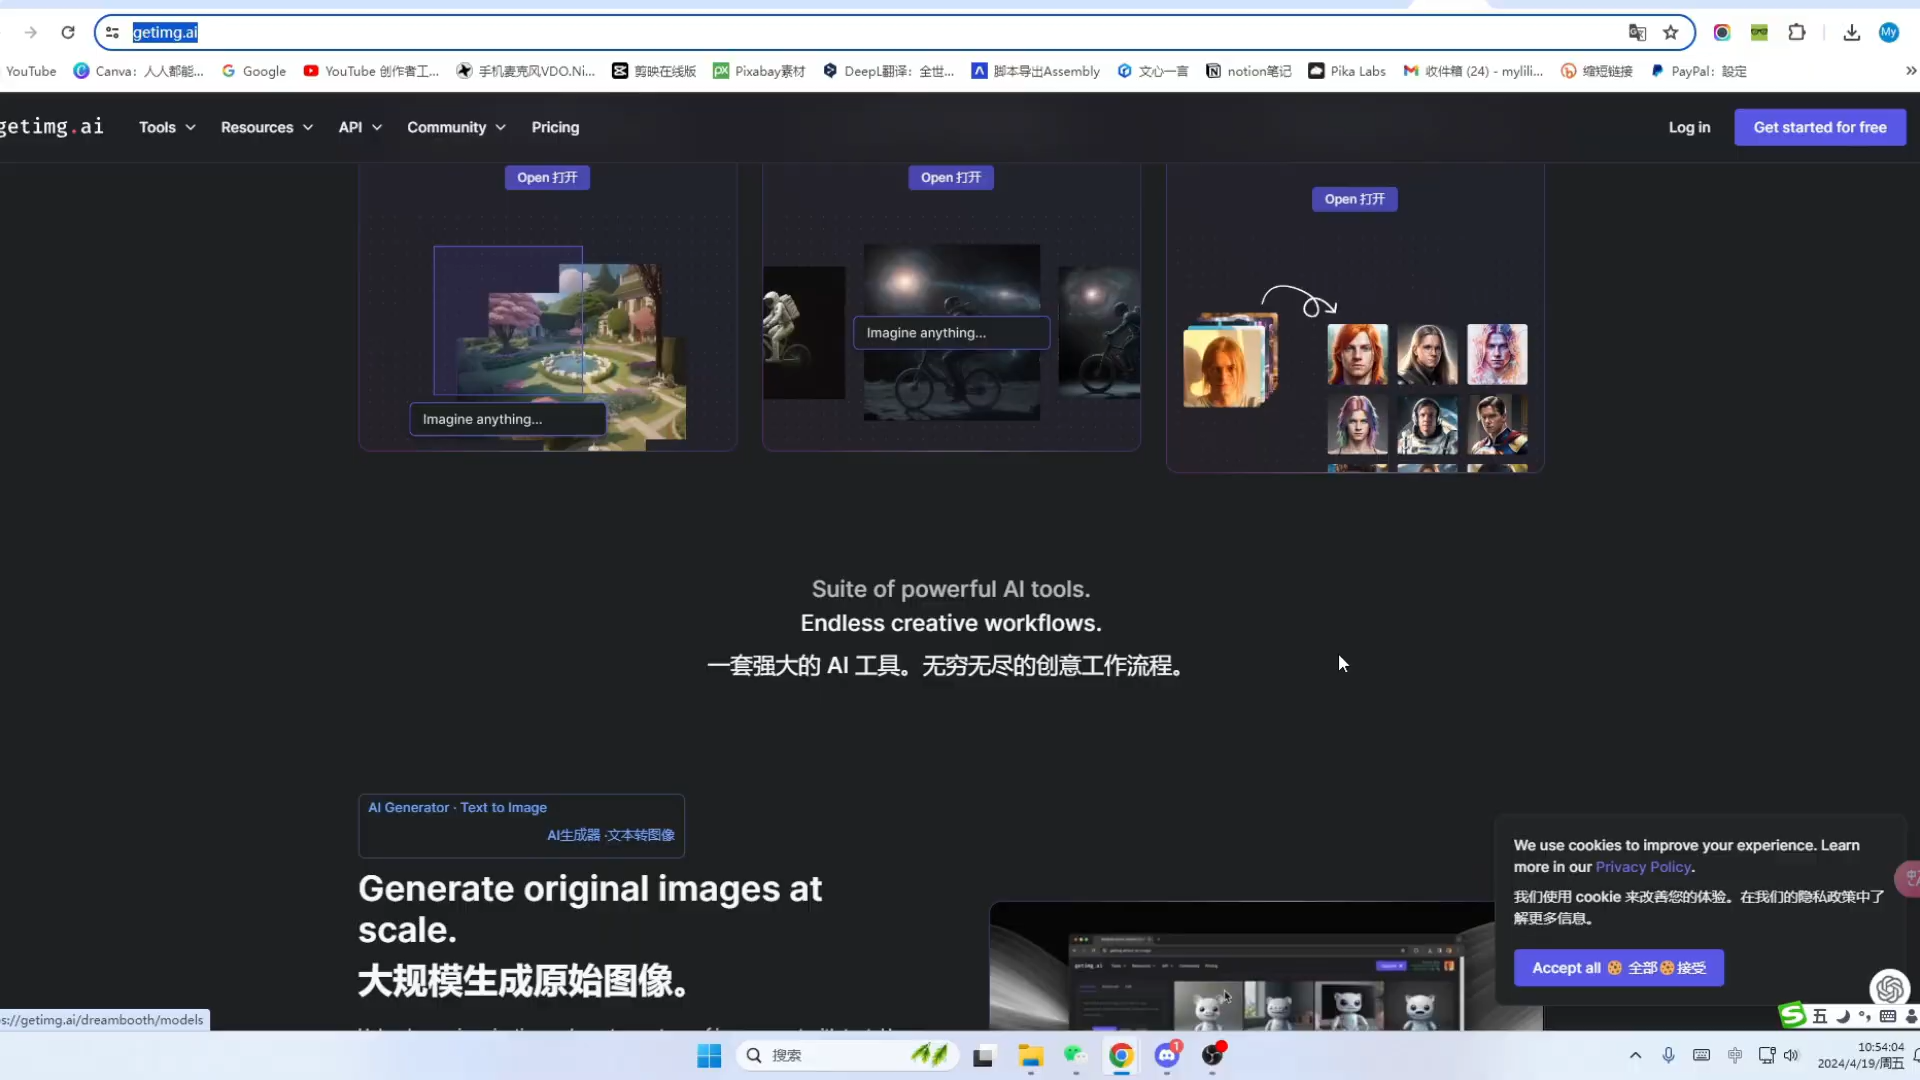 getimg.ai
YouTube
Canva：人人都能...
Google
YouTube 创作者工...
手机麦克风VDO.Ni...
剪映在线版
Pixabay素材
DeepL翻译：全世...
脚本导出Assembly
文心一言
notion笔记
Pika Labs
收件箱 (24) - mylili...
缩短链接
PayPal：設定
getimg.ai
Tools
Resources
API
Community
Pricing
Log in
Get started for free
Open 打开
Open 打开
Open 打开
Imagine anything...
Imagine anything...
Suite of powerful AI tools.
Endless creative workflows.
一套强大的 AI 工具。无穷无尽的创意工作流程。
AI Generator · Text to Image
AI生成器 ·文本转图像
Generate original images at
scale.
大规模生成原始图像。
We use cookies to improve your experience. Learn
more in our Privacy Policy.
我们使用 cookie 来改善您的体验。在我们的隐私政策中了
解更多信息。
Accept all 🍪 全部🍪接受
s://getimg.ai/dreambooth/models
五
搜索
中
10:54:04
2024/4/19/周五